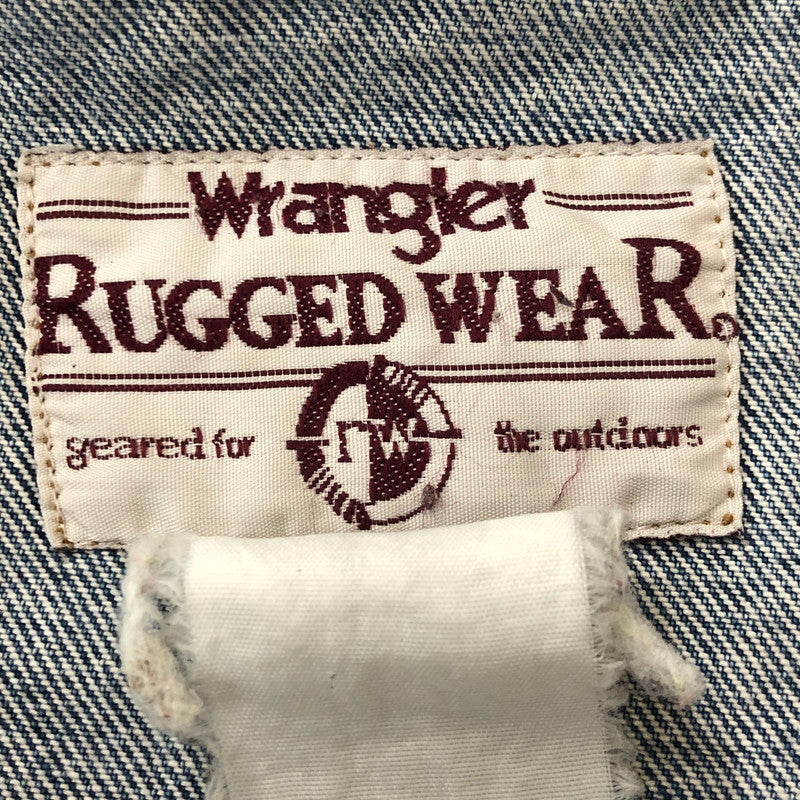 Wrangler
RUGGED WEAR®
geared for rw the outdoors